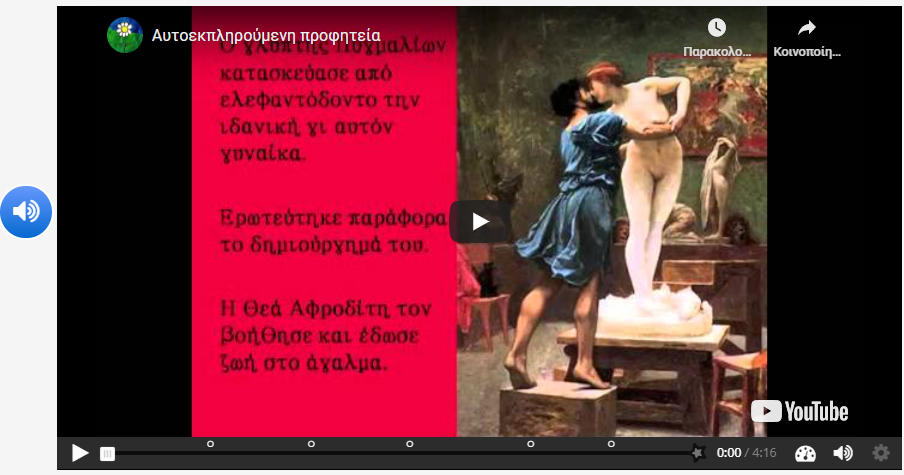 Αυτοεκπληρούμενη προφητεία
Παρακολο...
Κοινοποίη...
Ο γλύπτης Πυγμαλίων
κατασκεύασε από
ελεφαντόδοντο την
ιδανική γι αυτόν
γυναίκα.
Ερωτεύτηκε παράφορα
το δημιούργημά του.
Η Θεά Αφροδίτη τον
βοήθησε και έδωσε
ζωή στο άγαλμα.
YouTube
0:00 / 4:16